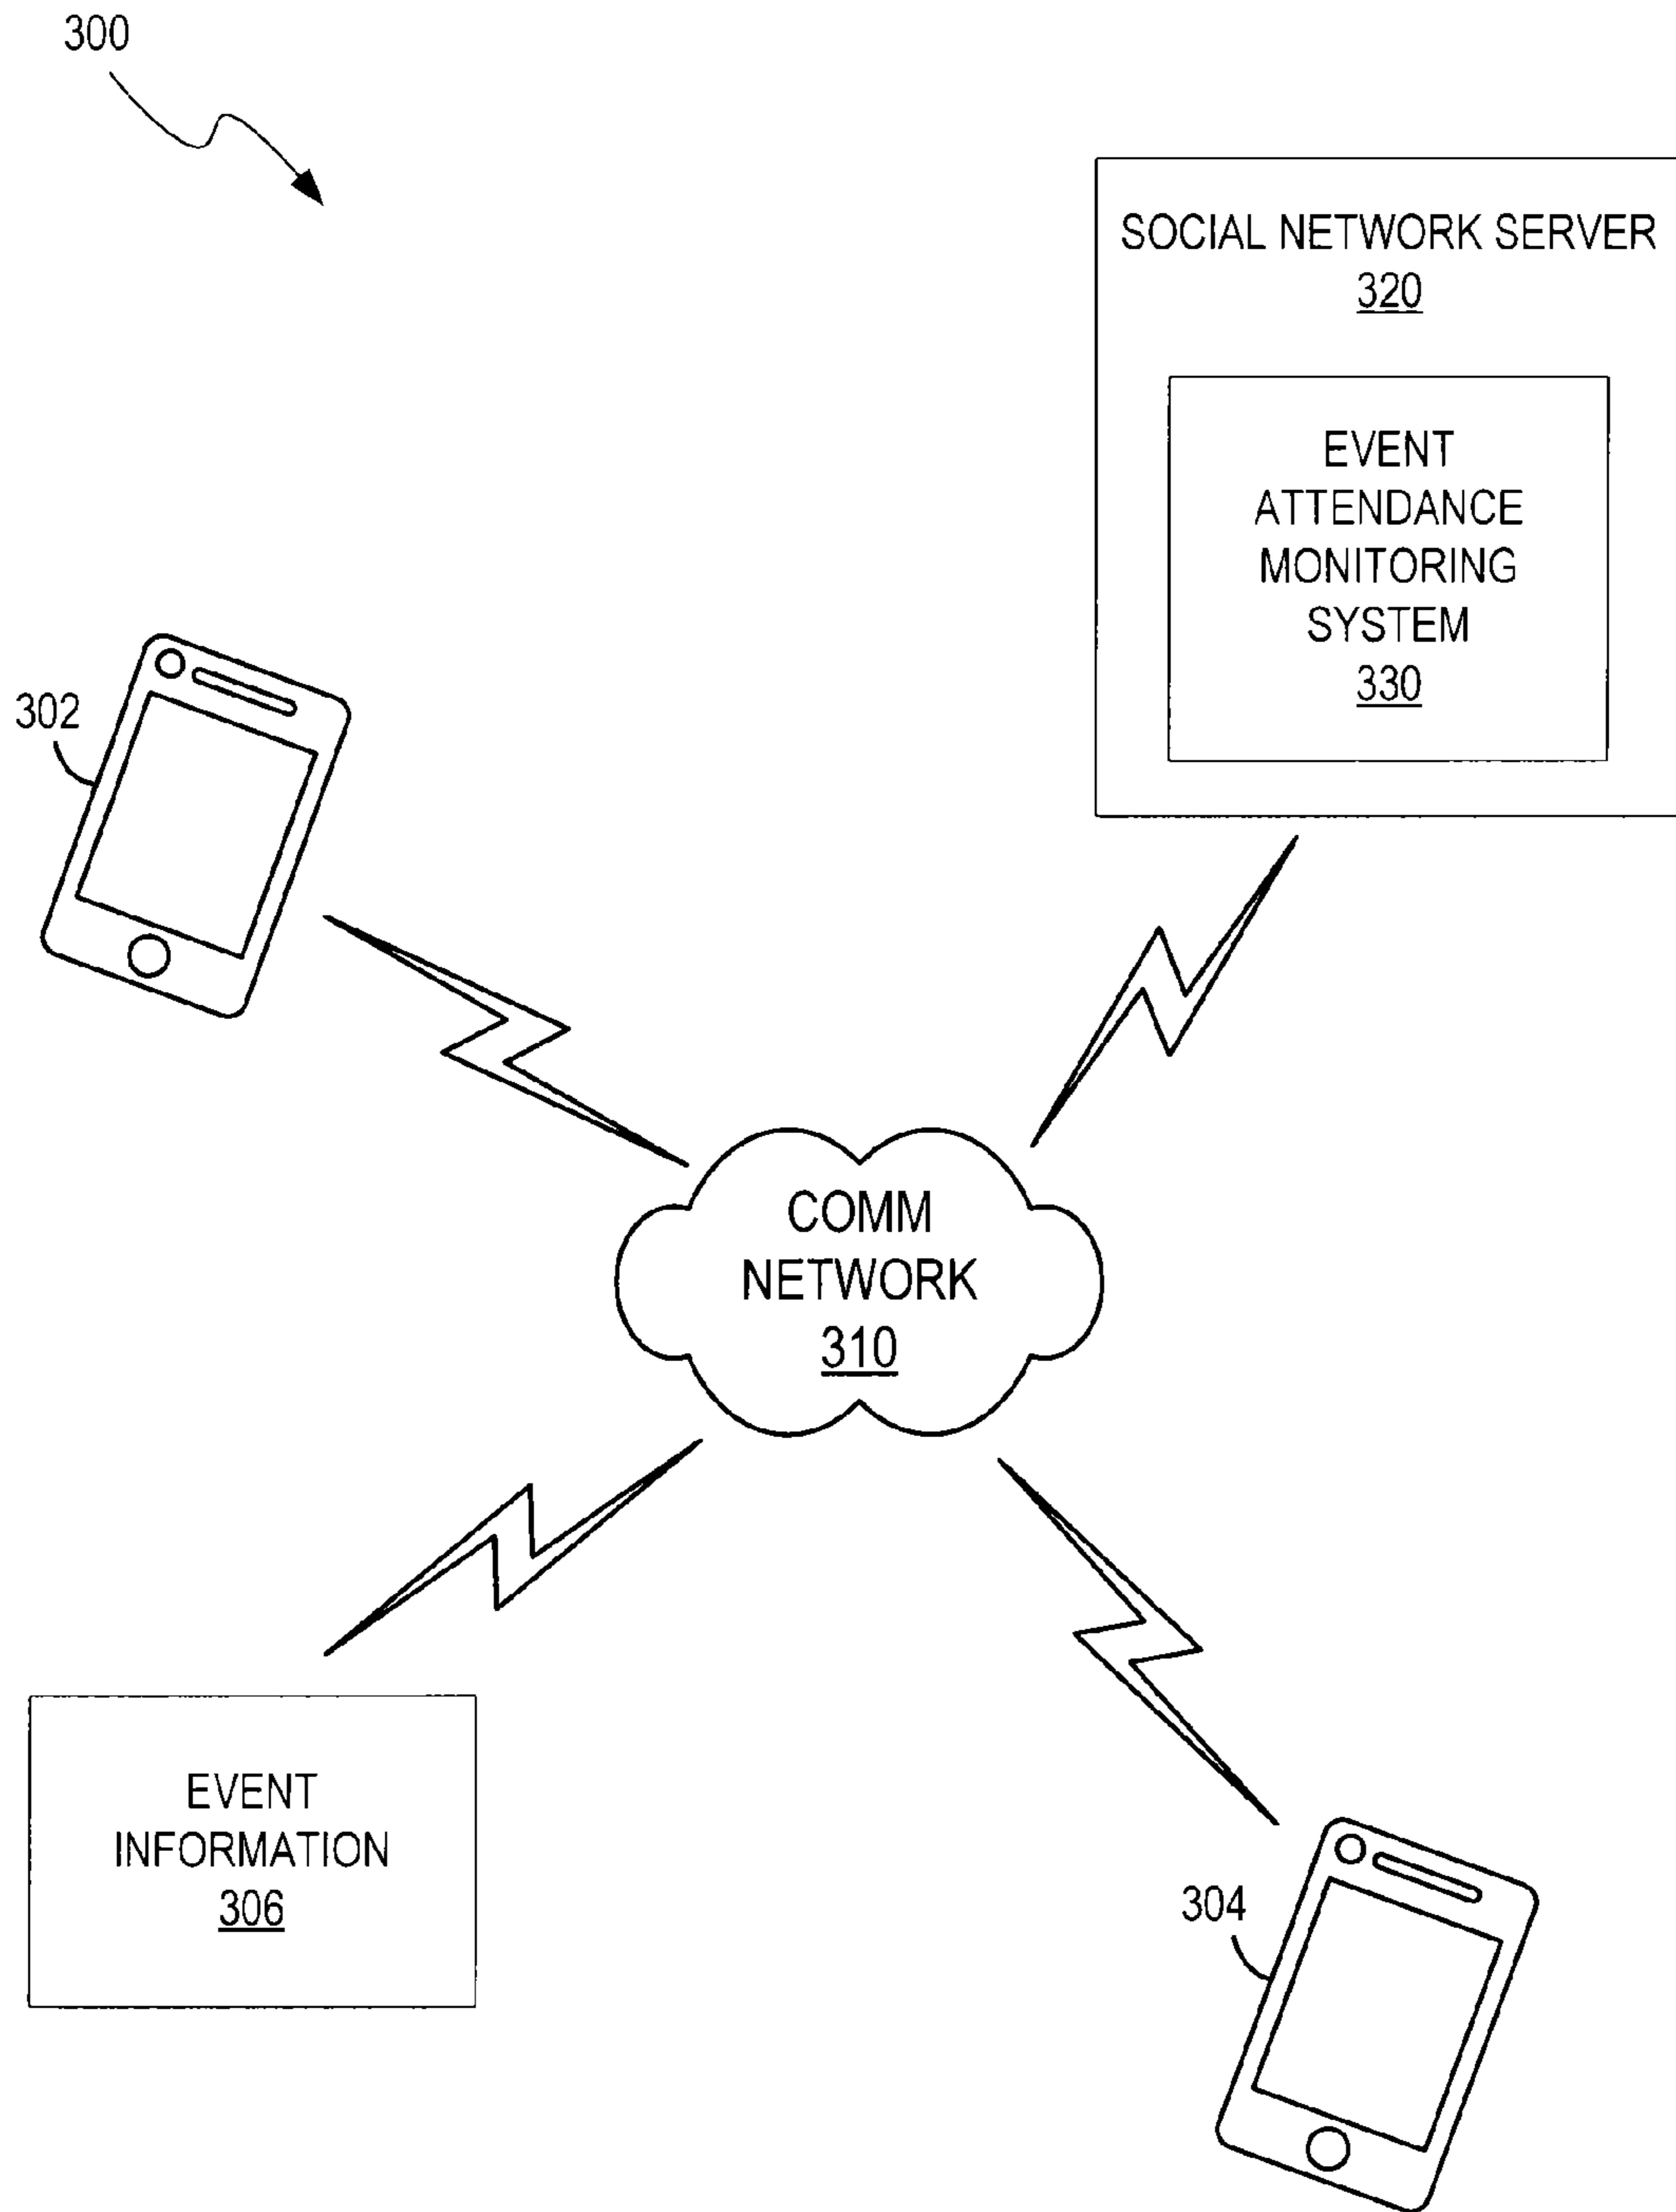 300
SOCIAL NETWORK SERVER
320
EVENT
ATTENDANCE
MONITORING
SYSTEM
330
302
COMM
NETWORK
310
EVENT
INFORMATION
306
304